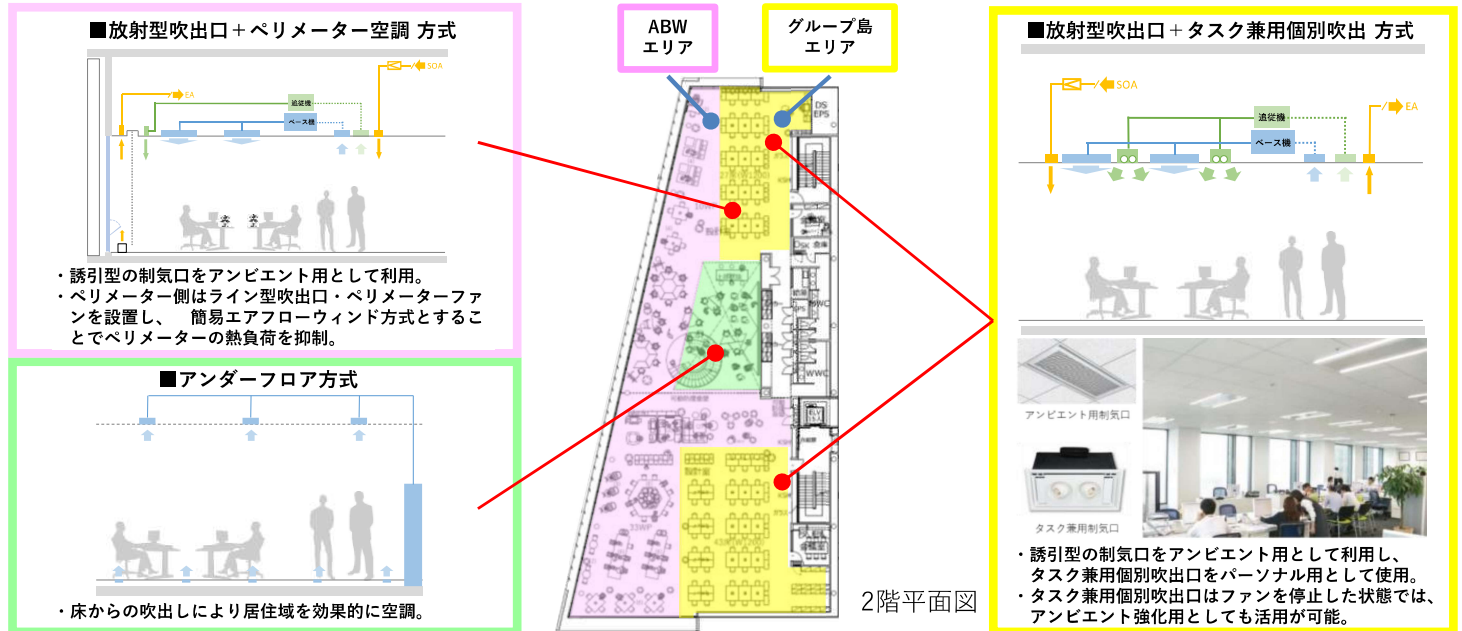 ■放射型吹出口＋ペリメーター空調 方式
SOA
EA
追従機
ベース機
・誘引型の制気口をアンビエント用として利用。
・ペリメーター側はライン型吹出口・ペリメーターファ
ンを設置し、　簡易エアフローウィンド方式とするこ
とでペリメーターの熱負荷を抑制。
■アンダーフロア方式
・床からの吹出しにより居住域を効果的に空調。
ABW
エリア
グループ島
エリア
DS
EPS
MWC
WWC
2階平面図
■放射型吹出口＋タスク兼用個別吹出 方式
SOA
EA
追従機
ベース機
アンビエント用制気口
タスク兼用制気口
・誘引型の制気口をアンビエント用として利用し、
タスク兼用個別吹出口をパーソナル用として使用。
・タスク兼用個別吹出口はファンを停止した状態では、
アンビエント強化用としても活用が可能。